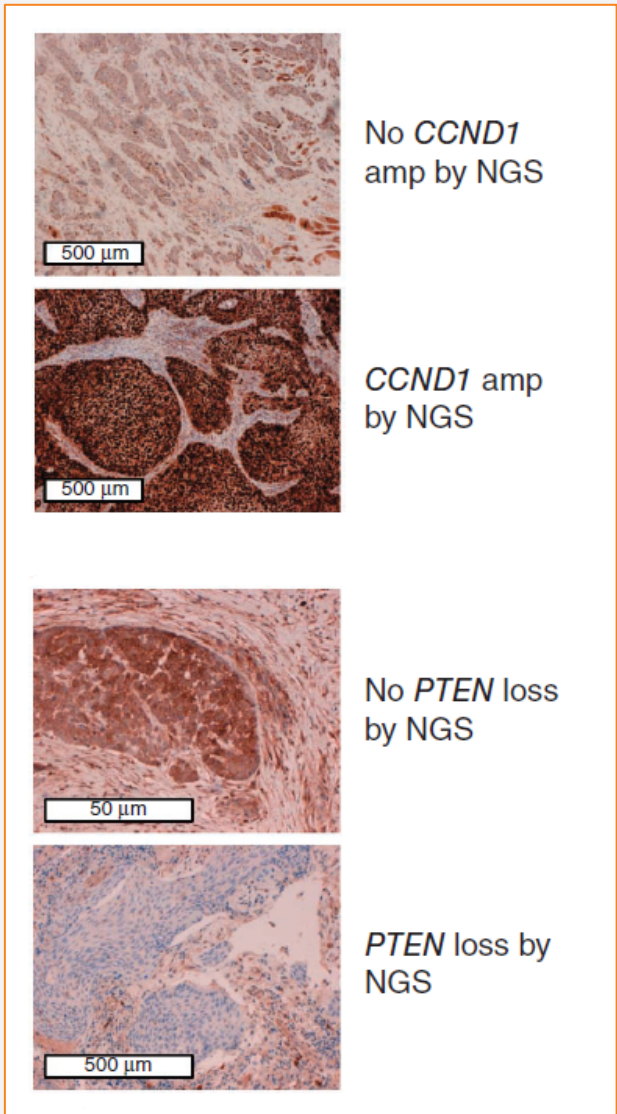 No CCND1
amp by NGS
500 μm
CCND1 amp
by NGS
500 μm
No PTEN loss
by NGS
50 μm
PTEN loss by
NGS
500 μm